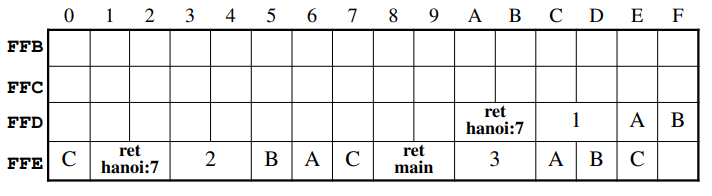 0 1 2 3 4 5 6 7 8 9 A B C D E F
FFB
FFC
FFD ret hanoi:7 1 A B
FFE C ret hanoi:7 2 B A C ret main 3 A B C